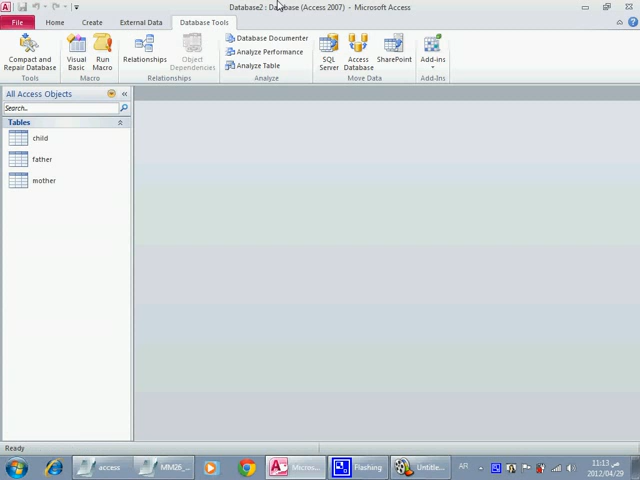 Database2 : Database (Access 2007) - Microsoft Access
File
Home
Create
External Data
Database Tools
Compact and
Repair Database
Tools
Visual
Basic
Run
Macro
Macro
Relationships
Object
Dependencies
Relationships
Database Documenter
Analyze Performance
Analyze Table
Analyze
SQL
Server
Access
Database
SharePoint
Move Data
Add-ins
Add-Ins
All Access Objects
Search...
Tables
child
father
mother
Ready
access
MM26_...
Micros...
Flashing
Untitle...
AR
11:13 ص
2012/04/29